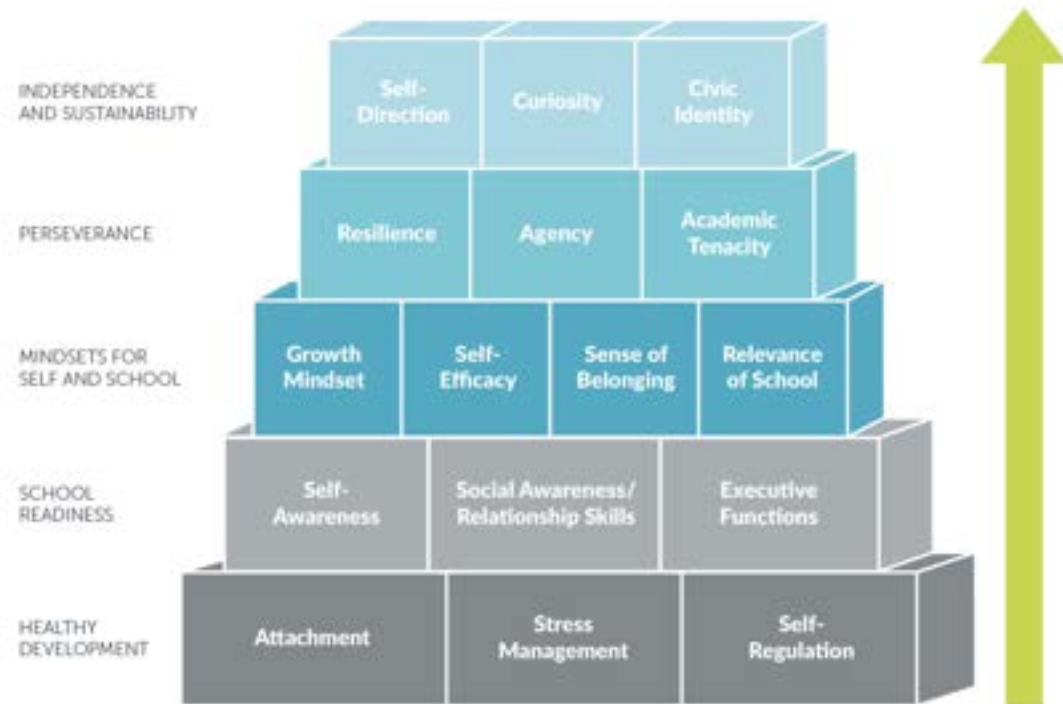 INDEPENDENCE
AND SUSTAINABILITY
Self-
Direction
Curiosity
Civic
Identity
PERSEVERANCE
Resilience
Agency
Academic
Tenacity
MINDSETS FOR
SELF AND SCHOOL
Growth
Mindset
Self-
Efficacy
Sense of
Belonging
Relevance
of School
SCHOOL
READINESS
Self-
Awareness
Social Awareness/
Relationship Skills
Executive
Functions
HEALTHY
DEVELOPMENT
Attachment
Stress
Management
Self-
Regulation